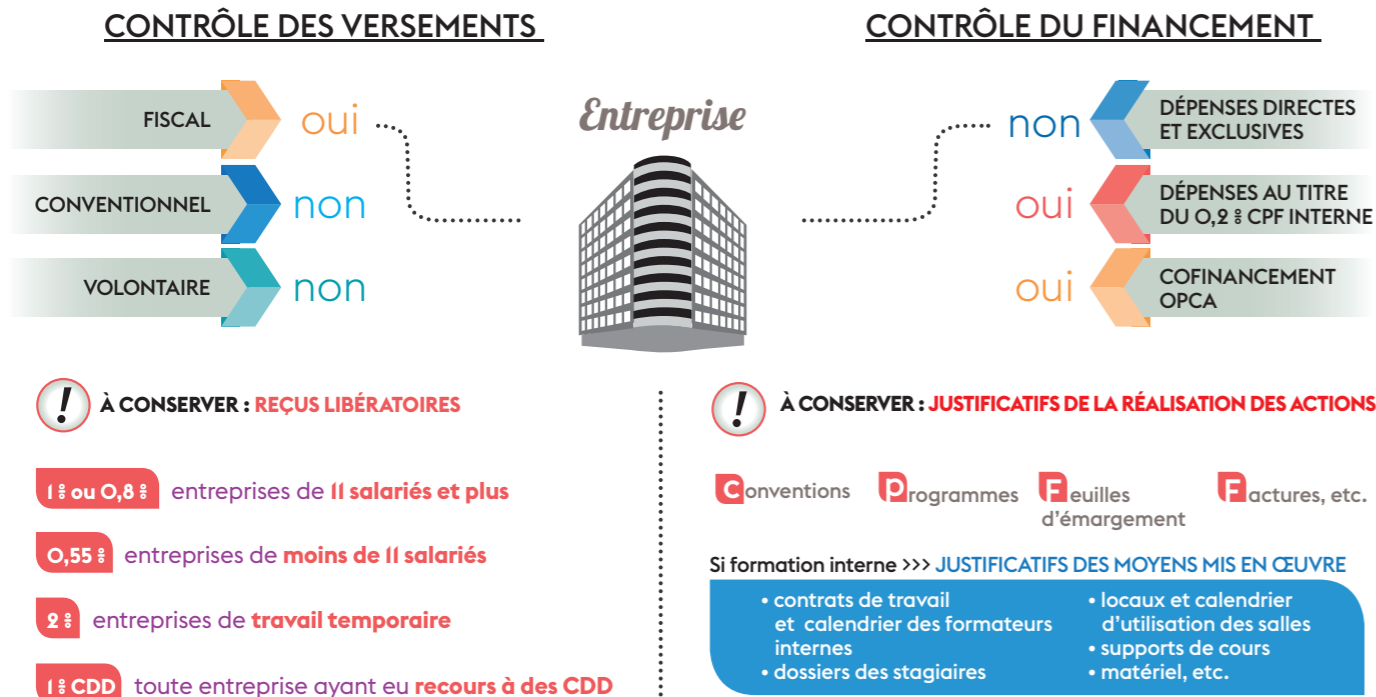 CONTRÔLE DES VERSEMENTS
FISCAL
oui
CONVENTIONNEL
non
VOLONTAIRE
non
Entreprise
CONTRÔLE DU FINANCEMENT
non
DÉPENSES DIRECTES
ET EXCLUSIVES
oui
DÉPENSES AU TITRE
DU 0,2 % CPF INTERNE
oui
COFINANCEMENT
OPCA
! À CONSERVER : REÇUS LIBÉRATOIRES
1 % ou 0,8 % entreprises de 11 salariés et plus
0,55 % entreprises de moins de 11 salariés
2 % entreprises de travail temporaire
1 % CDD toute entreprise ayant eu recours à des CDD
! À CONSERVER : JUSTIFICATIFS DE LA RÉALISATION DES ACTIONS
Conventions
Programmes
Feuilles
d'émargement
Factures, etc.
Si formation interne >>> JUSTIFICATIFS DES MOYENS MIS EN ŒUVRE
• contrats de travail
et calendrier des formateurs
internes
• dossiers des stagiaires
• locaux et calendrier
d'utilisation des salles
• supports de cours
• matériel, etc.